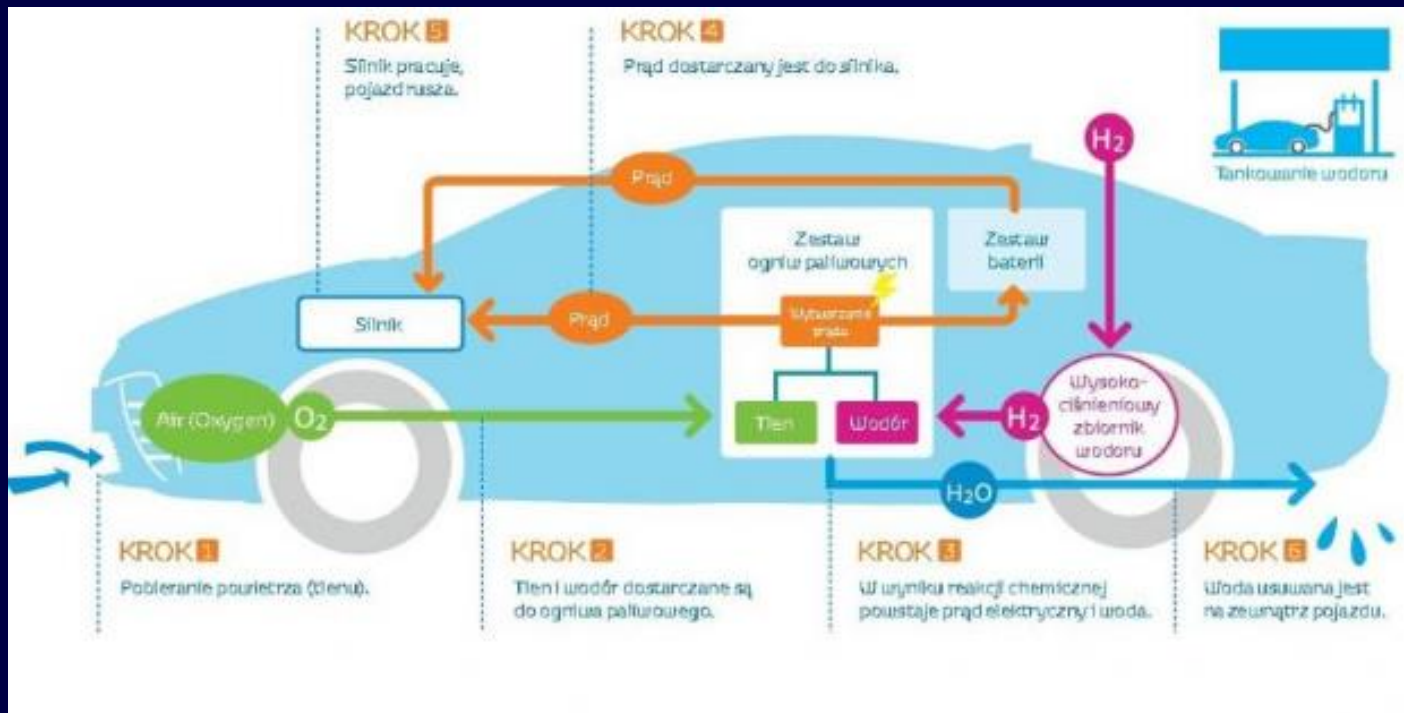 KROK 5
Silnik pracuje,
pojazd rusza.
KROK 4
Prąd dostarczany jest do silnika.
H2
Tankowanie wodoru
Prąd
Zestaw
ogniw paliwowych
Zestaw
baterii
Silnik
Prąd
Wytwarzanie
prądu
Air (Oxygen)
O2
Tlen
Wodór
H2
Wysoko-
ciśnieniowy
zbiornik
wodoru
H2O
KROK 1
Pobieranie powietrza (tlenu).
KROK 2
Tlen i wodór dostarczane są
do ogniwa paliwowego.
KROK 3
W wyniku reakcji chemicznej
powstaje prąd elektryczny i woda.
KROK 6
Woda usuwana jest
na zewnątrz pojazdu.